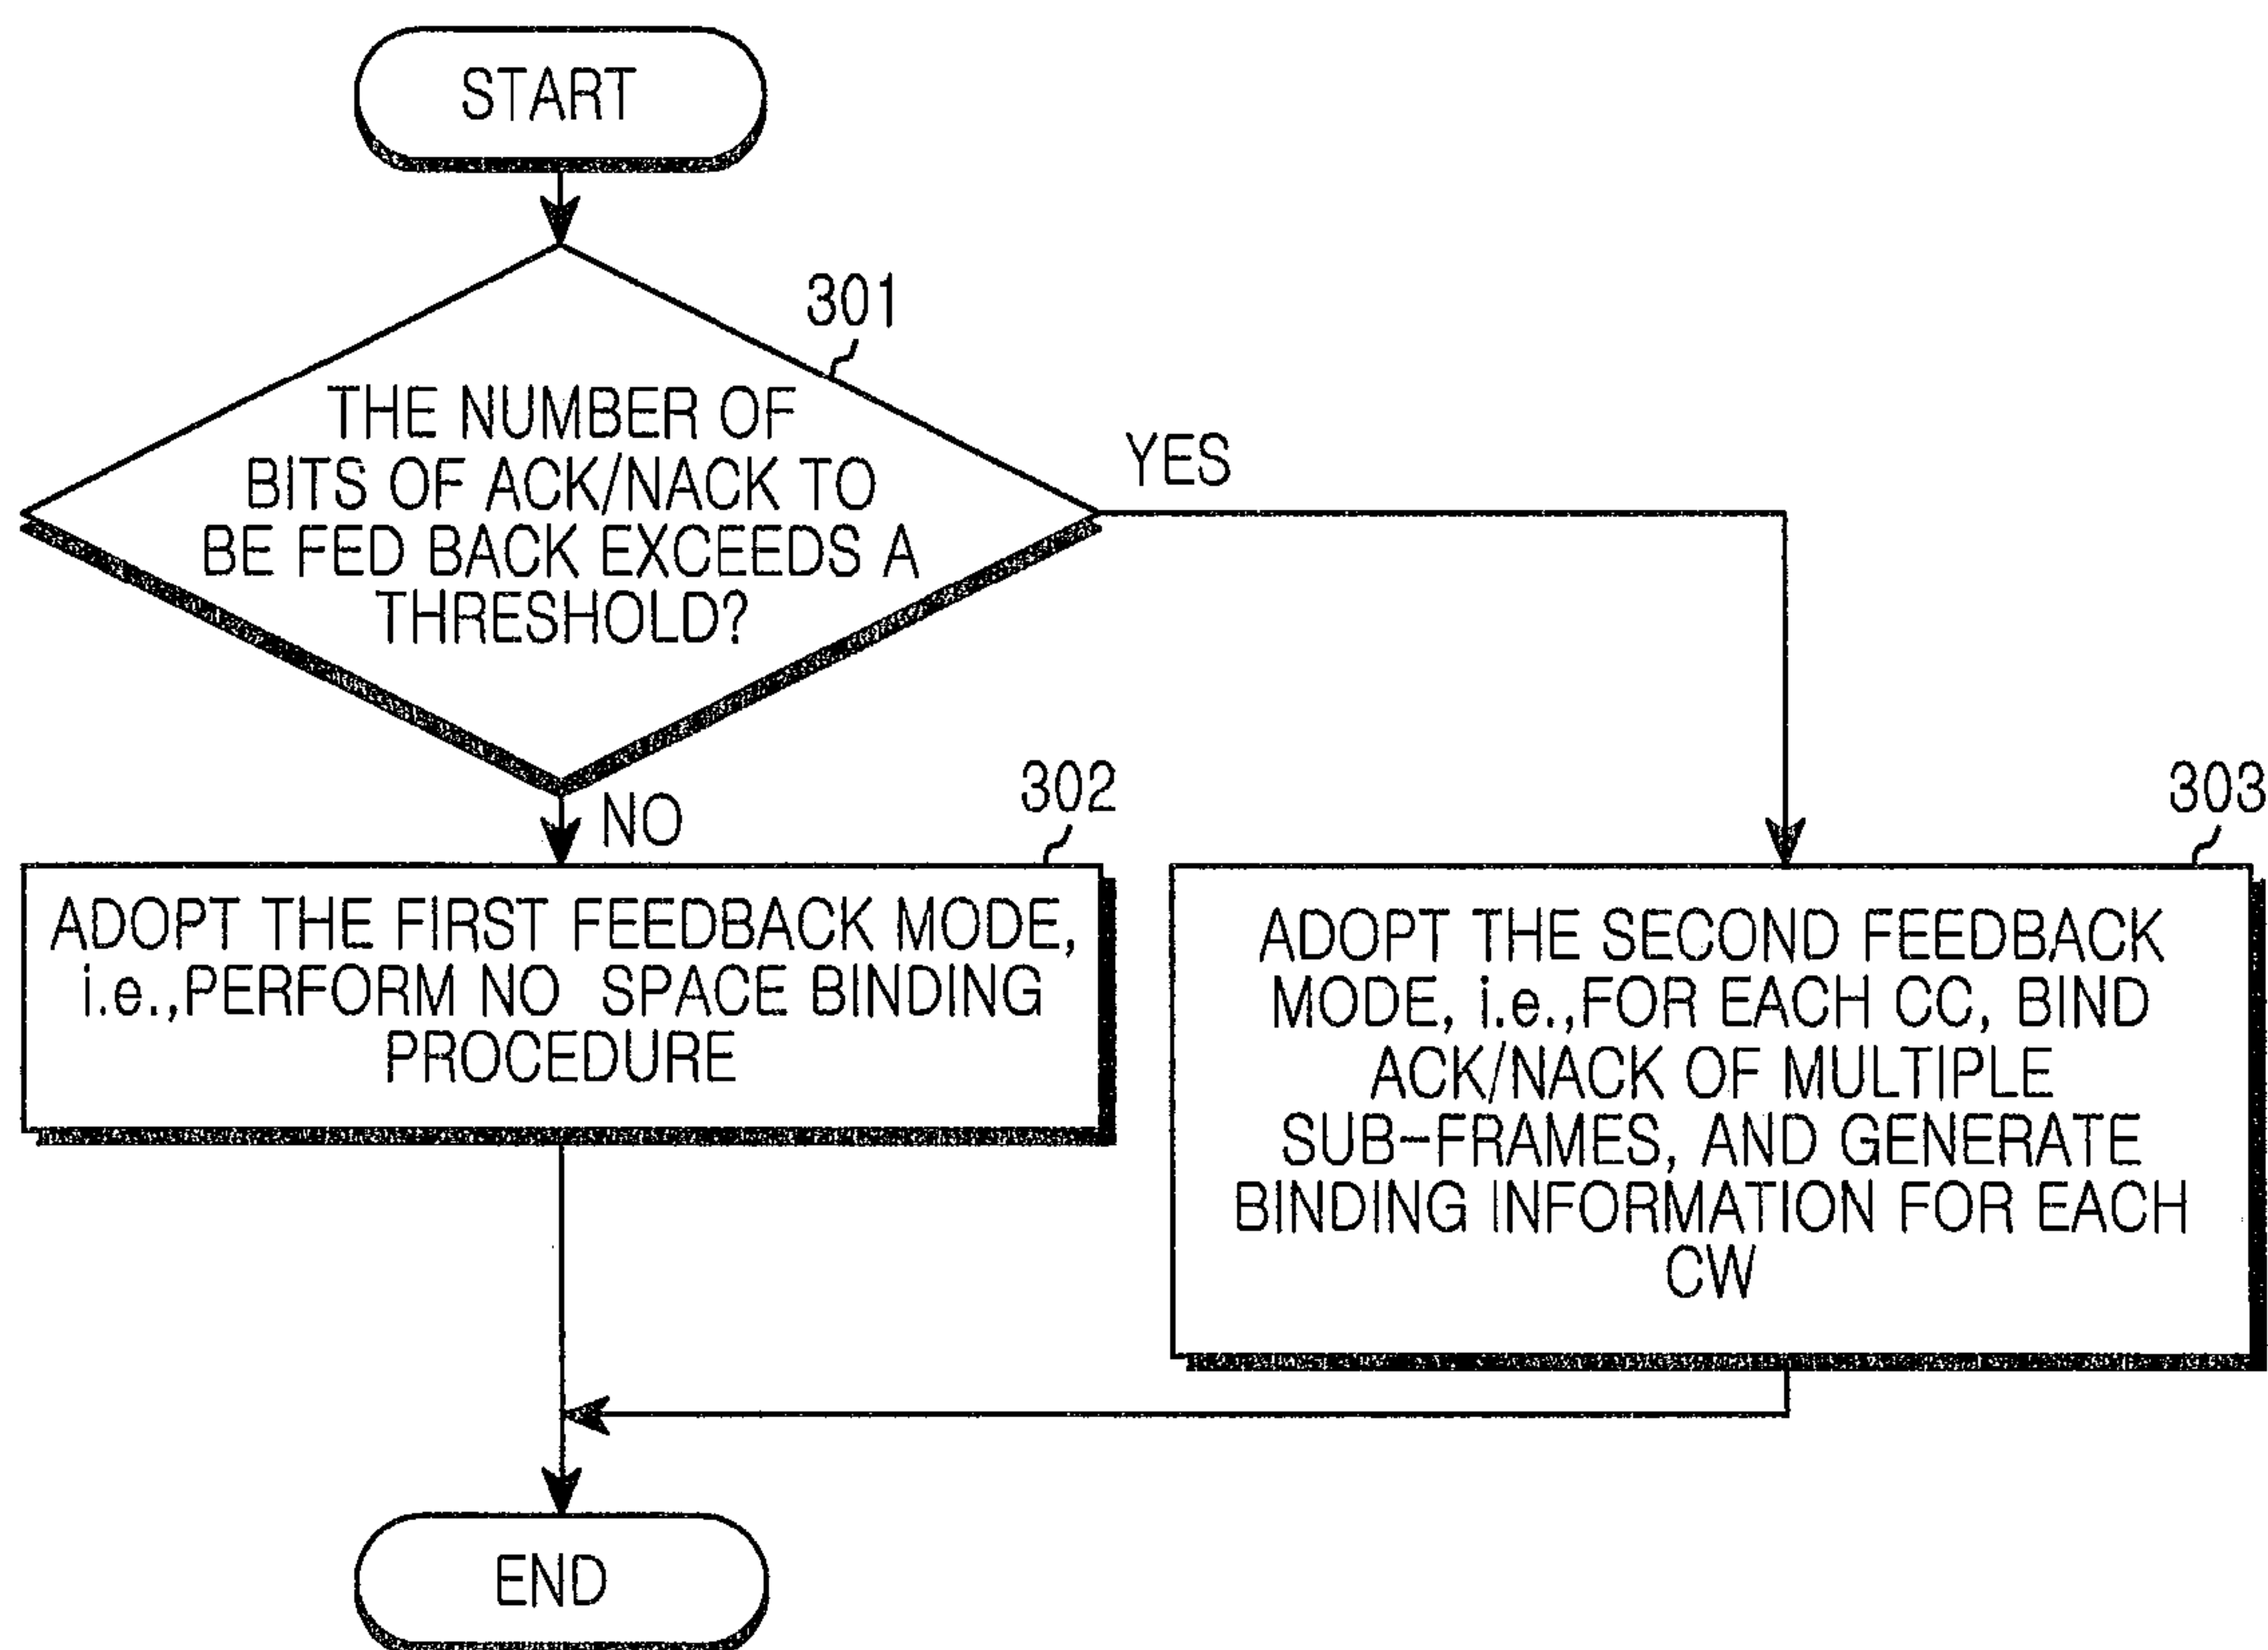 START
301
THE NUMBER OF
BITS OF ACK/NACK TO
BE FED BACK EXCEEDS A
THRESHOLD?
YES
NO
302
ADOPT THE FIRST FEEDBACK MODE,
i.e.,PERFORM NO SPACE BINDING
PROCEDURE
303
ADOPT THE SECOND FEEDBACK
MODE, i.e.,FOR EACH CC, BIND
ACK/NACK OF MULTIPLE
SUB-FRAMES, AND GENERATE
BINDING INFORMATION FOR EACH
CW
END